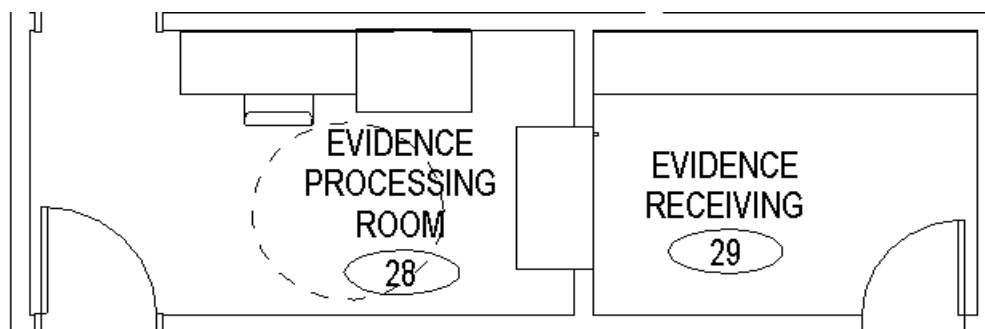 EVIDENCE
PROCESSING
ROOM
28
EVIDENCE
RECEIVING
29